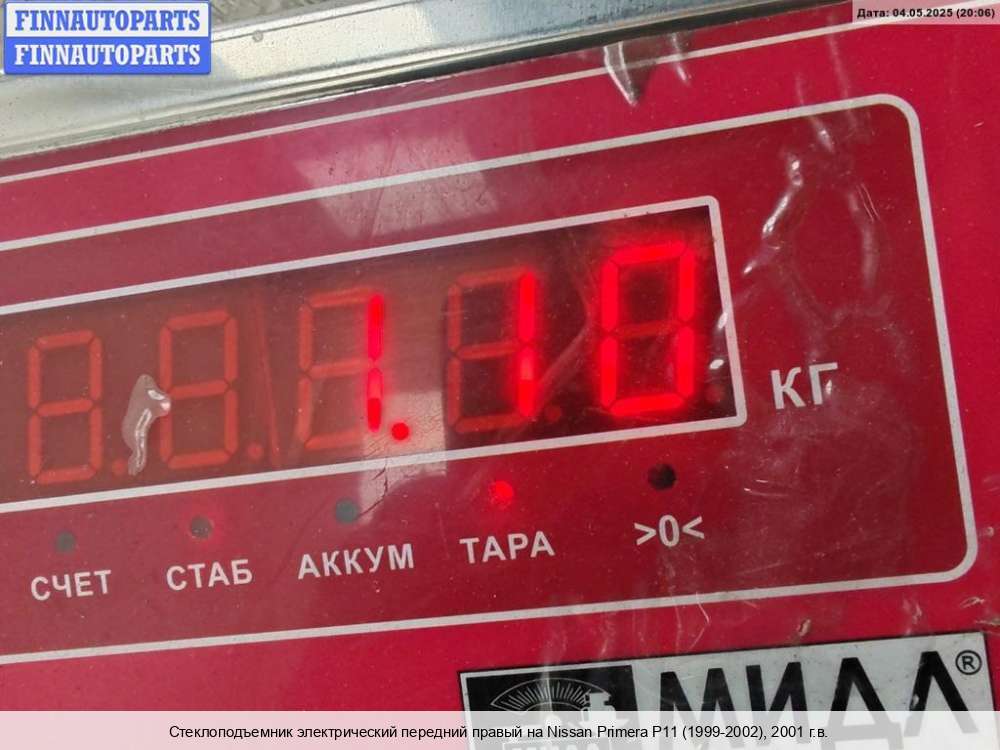 FINNAUTOPARTS
FINNAUTOPARTS
Дата: 04.05.2025 (20:06)
1.10
КГ
СЧЕТ СТАБ АККУМ ТАРА >0<
МИДЛ®
Стеклоподъемник электрический передний правый на Nissan Primera P11 (1999-2002), 2001 г.в.